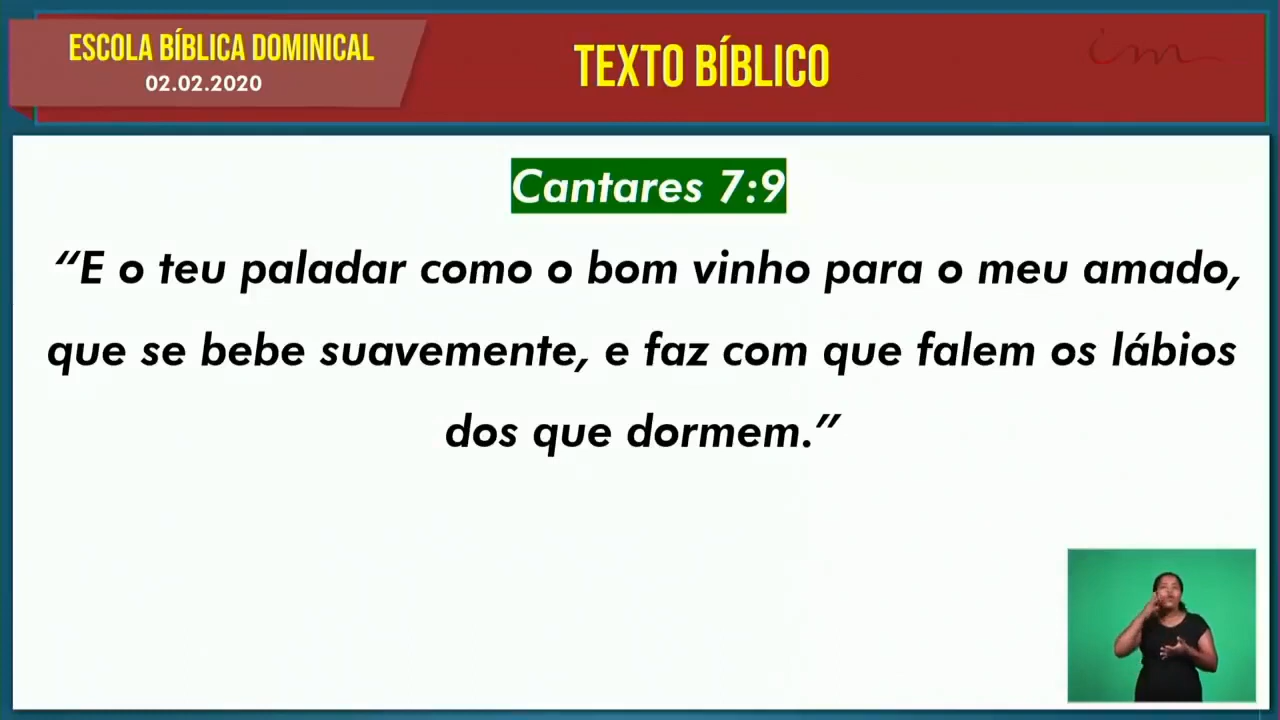 ESCOLA BÍBLICA DOMINICAL
02.02.2020
TEXTO BÍBLICO
im
Cantares 7:9
“E o teu paladar como o bom vinho para o meu amado,
que se bebe suavemente, e faz com que falem os lábios
dos que dormem.”